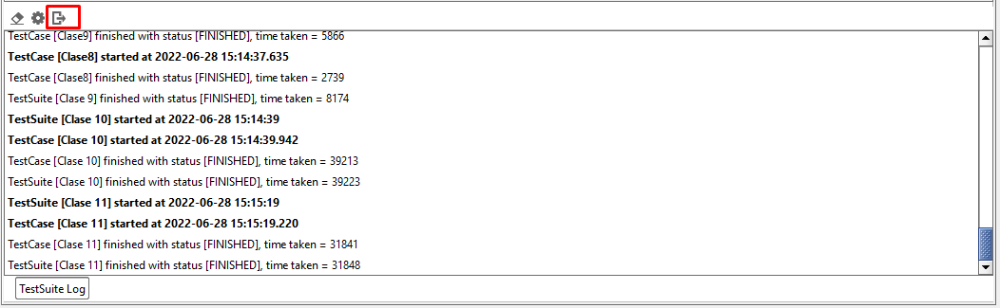 TestCase [Clase9] finished with status [FINISHED], time taken = 5866
TestCase [Clase8] started at 2022-06-28 15:14:37.635
TestCase [Clase8] finished with status [FINISHED], time taken = 2739
TestSuite [Clase 9] finished with status [FINISHED], time taken = 8174
TestSuite [Clase 10] started at 2022-06-28 15:14:39
TestCase [Clase 10] started at 2022-06-28 15:14:39.942
TestCase [Clase 10] finished with status [FINISHED], time taken = 39213
TestSuite [Clase 10] finished with status [FINISHED], time taken = 39223
TestSuite [Clase 11] started at 2022-06-28 15:15:19
TestCase [Clase 11] started at 2022-06-28 15:15:19.220
TestCase [Clase 11] finished with status [FINISHED], time taken = 31841
TestSuite [Clase 11] finished with status [FINISHED], time taken = 31848
TestSuite Log